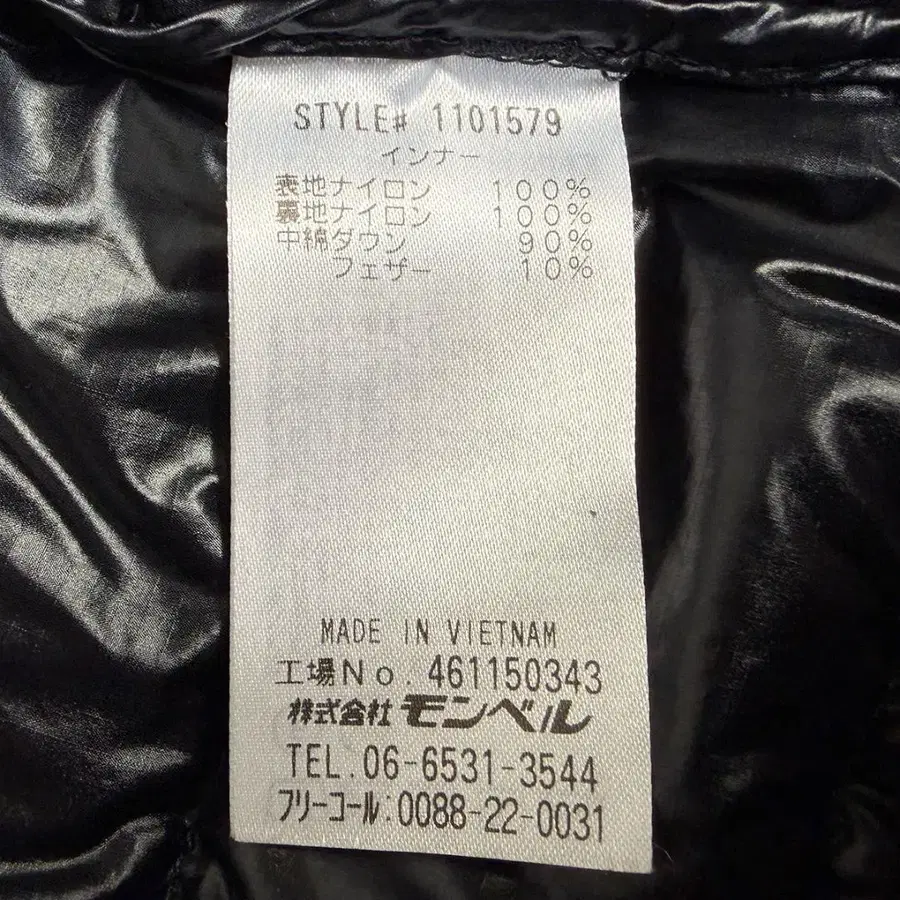 STYLE# 1101579
インナー
表地ナイロン 100%
裏地ナイロン 100%
中綿ダウン 90%
フェザー 10%
MADE IN VIETNAM
工場No. 461150343
株式会社 モンベル
TEL.06-6531-3544
フリーコール:0088-22-0031